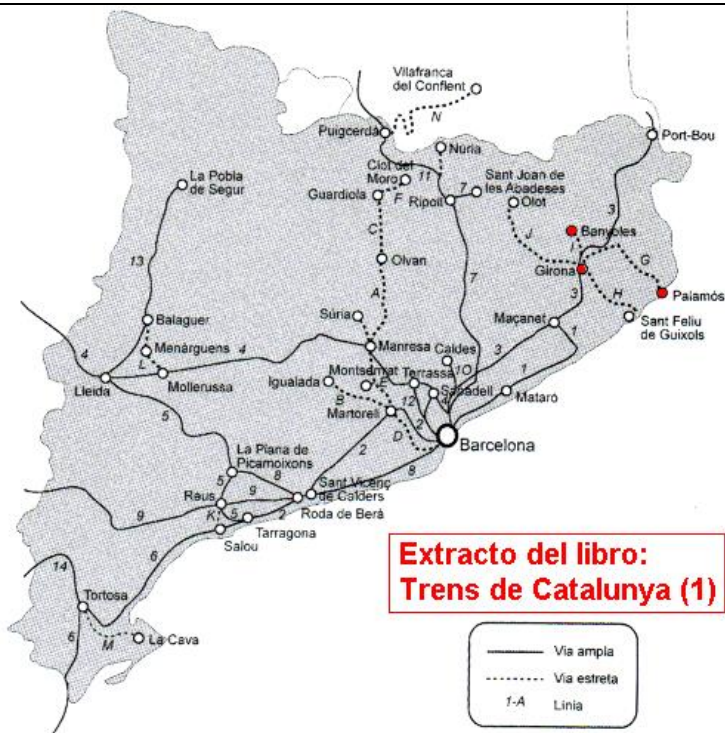 Vilafranca
del Conflent
N
Puigcerdà
Port-Bou
Núria
Clot del
Moro
11
Sant Joan de
les Abadeses
La Pobla
de Segur
Guardiola
F
7
Ripoll
Olot
3
Banyoles
C
J
I
G
Olvan
Girona
13
7
3
H
Palamós
A
Balaguer
Súria
Maçanet
Sant Feliu
de Guíxols
4
Menàrguens
4
Manresa
Caldes
3
1
L
Montserrat
Terrassa
10
Igualada
E
Sabadell
1
Lleida
Mollerussa
B
12
4
Mataró
Martorell
2
5
D
Barcelona
La Plana de
Picamoixons
2
5
8
Sant Vicenç
de Calders
8
Reus
9
9
K
5
2
Roda de Berà
Tarragona
Salou
6
14
Extracto del libro:
Trens de Catalunya (1)
Tortosa
6
M
La Cava
Via ampla
Via estreta
1-A
Línia